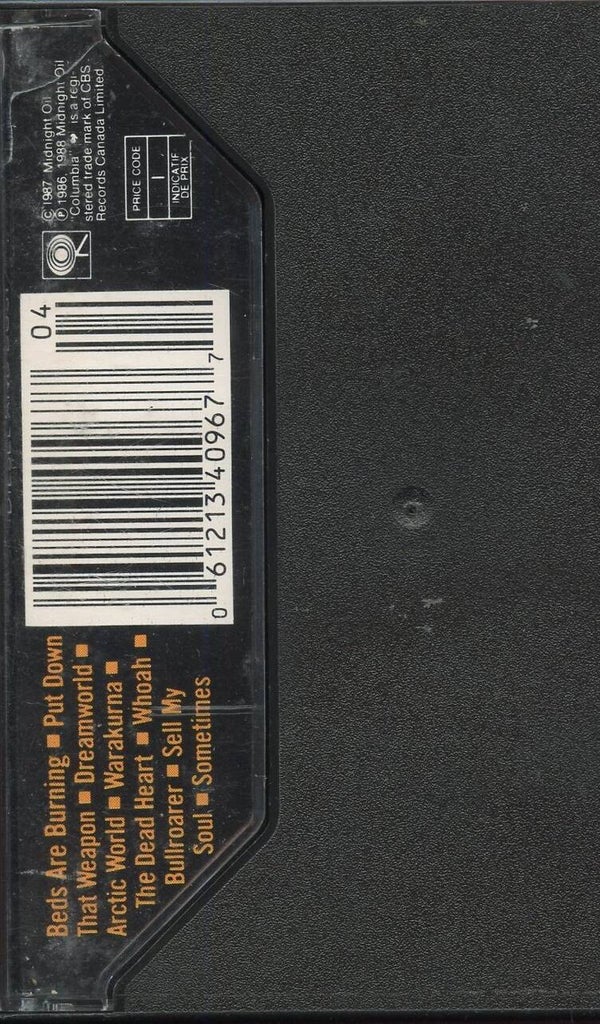 Beds Are Burning ■ Put Down
That Weapon ■ Dreamworld ■
Arctic World ■ Warakurna ■
The Dead Heart ■ Whoah ■
Bullroarer ■ Sell My
Soul ■ Sometimes
04
0 61213 40967 7
© 1987 Midnight Oil
℗ 1986, 1988 Midnight Oil
"Columbia" is a regi-
stered trade mark of CBS
Records Canada Limited.
PRICE CODE
I
INDICATIF
DE PRIX